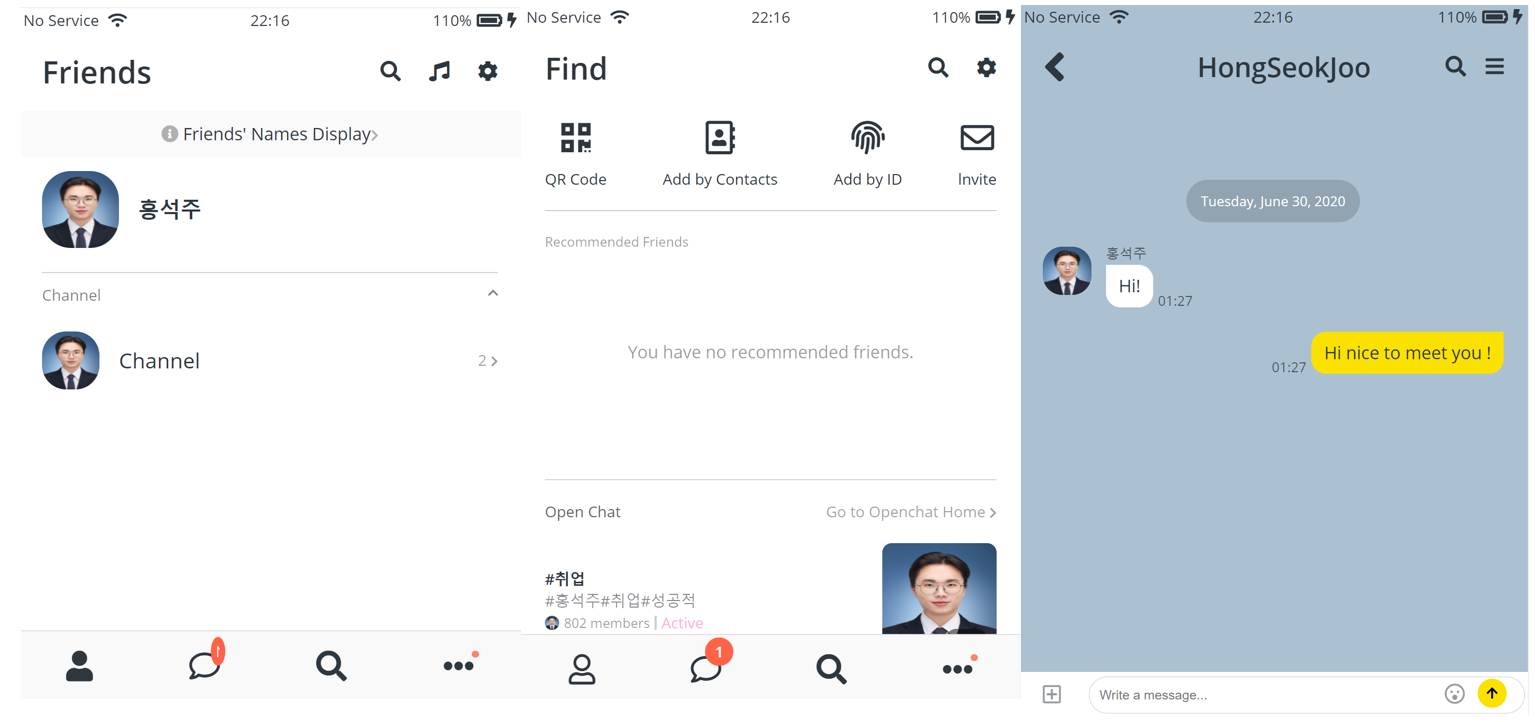 No Service 22:16 110%
Friends
Friends' Names Display
홍석주
Channel
Channel 2
1
No Service 22:16 110%
Find
QR Code Add by Contacts Add by ID Invite
Recommended Friends
You have no recommended friends.
Open Chat Go to Openchat Home
#취업
#홍석주#취업#성공적
802 members | Active
1
No Service 22:16 110%
HongSeokJoo
Tuesday, June 30, 2020
홍석주
Hi! 01:27
01:27 Hi nice to meet you !
Write a message...